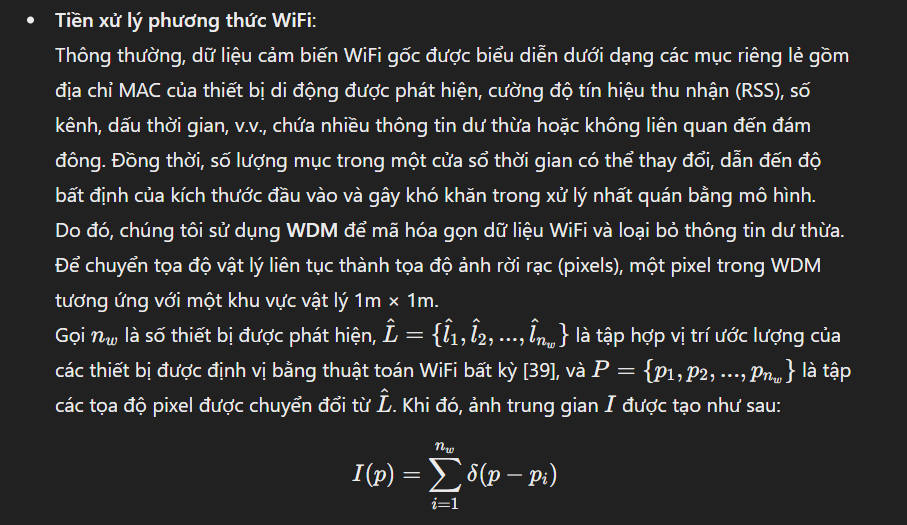 • Tiền xử lý phương thức WiFi:
Thông thường, dữ liệu cảm biến WiFi gốc được biểu diễn dưới dạng các mục riêng lẻ gồm
địa chỉ MAC của thiết bị di động được phát hiện, cường độ tín hiệu thu nhận (RSS), số
kênh, dấu thời gian, v.v., chứa nhiều thông tin dư thừa hoặc không liên quan đến đám
đông. Đồng thời, số lượng mục trong một cửa sổ thời gian có thể thay đổi, dẫn đến độ
bất định của kích thước đầu vào và gây khó khăn trong xử lý nhất quán bằng mô hình.
Do đó, chúng tôi sử dụng WDM để mã hóa gọn dữ liệu WiFi và loại bỏ thông tin dư thừa.
Để chuyển tọa độ vật lý liên tục thành tọa độ ảnh rời rạc (pixels), một pixel trong WDM
tương ứng với một khu vực vật lý 1m × 1m.
Gọi $n_w$ là số thiết bị được phát hiện, $\hat{L} = \{\hat{l}_1, \hat{l}_2, ..., \hat{l}_{n_w}\}$ là tập hợp vị trí ước lượng của
các thiết bị được định vị bằng thuật toán WiFi bất kỳ [39], và $P = \{p_1, p_2, ..., p_{n_w}\}$ là tập
các tọa độ pixel được chuyển đổi từ $\hat{L}$. Khi đó, ảnh trung gian $I$ được tạo như sau:
$I(p) = \sum_{i=1}^{n_w} \delta(p - p_i)$